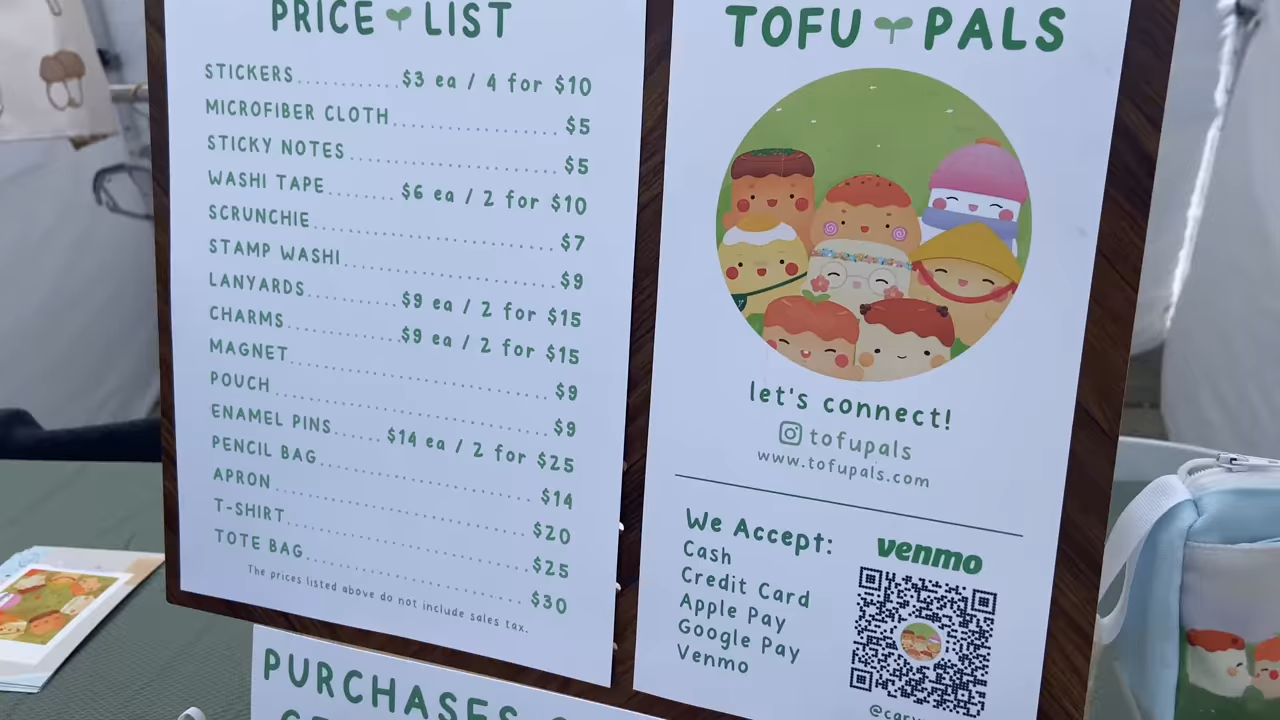 PRICE LIST
STICKERS............$3 ea / 4 for $10
MICROFIBER CLOTH....................$5
STICKY NOTES.........................$5
WASHI TAPE........$6 ea / 2 for $10
SCRUNCHIE.............................$7
STAMP WASHI.........................$9
LANYARDS...........$9 ea / 2 for $15
CHARMS.............$9 ea / 2 for $15
MAGNET................................$9
POUCH.................................$9
ENAMEL PINS......$14 ea / 2 for $25
PENCIL BAG..........................$14
APRON...............................$20
T-SHIRT.............................$25
TOTE BAG............................$30
The prices listed above do not include sales tax.
PURCHASES
TOFU PALS
let's connect!
tofupals
www.tofupals.com
We Accept:
Cash
Credit Card
Apple Pay
Google Pay
Venmo
venmo